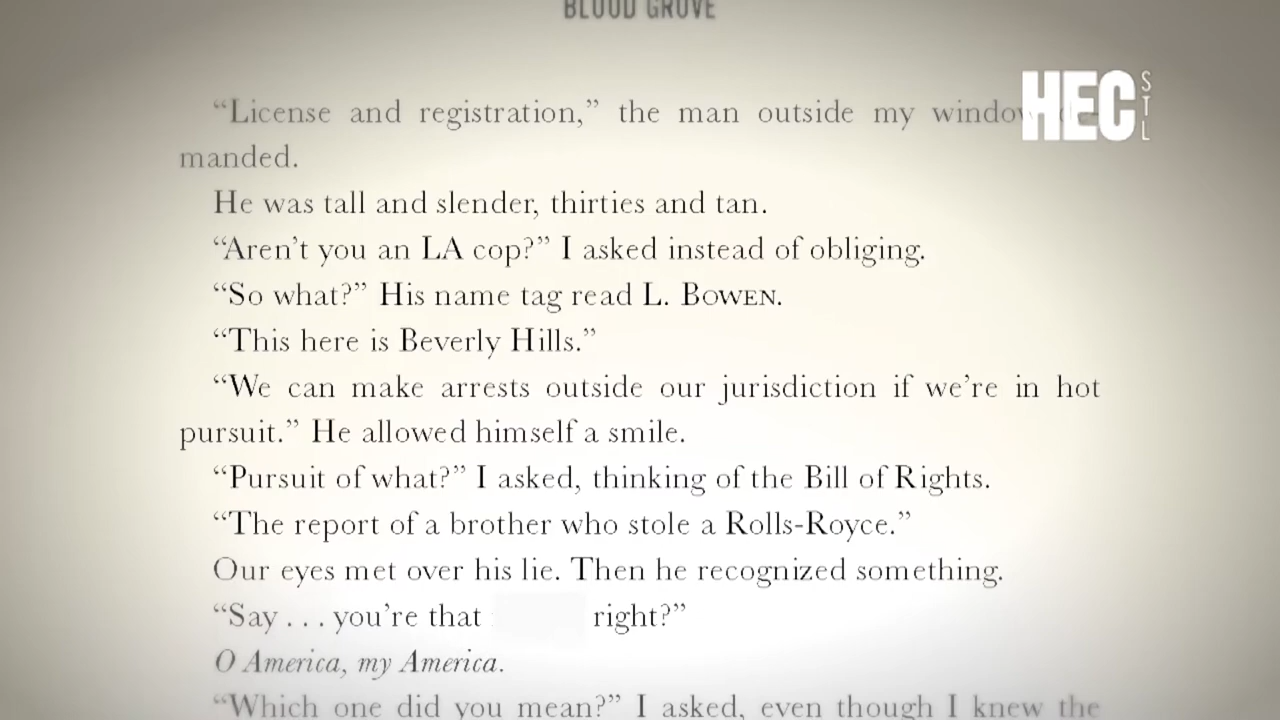 BLOOD GROVE
HEC
STL
“License and registration,” the man outside my window de-
manded.
He was tall and slender, thirties and tan.
“Aren’t you an LA cop?” I asked instead of obliging.
“So what?” His name tag read L. BOWEN.
“This here is Beverly Hills.”
“We can make arrests outside our jurisdiction if we’re in hot
pursuit.” He allowed himself a smile.
“Pursuit of what?” I asked, thinking of the Bill of Rights.
“The report of a brother who stole a Rolls-Royce.”
Our eyes met over his lie. Then he recognized something.
“Say . . . you’re that right?”
O America, my America.
“Which one did you mean?” I asked, even though I knew the